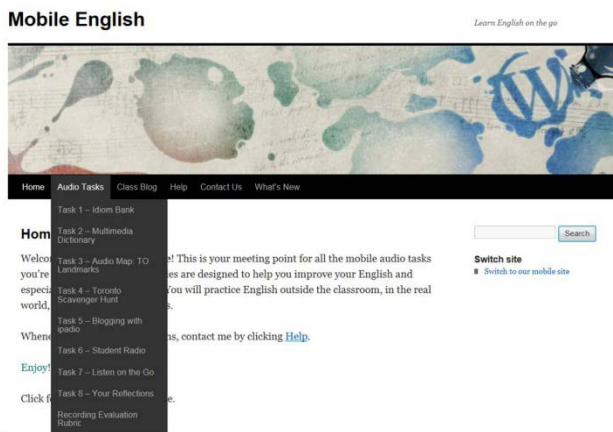 Mobile English
Learn English on the go
Home Audio Tasks Class Blog Help Contact Us What's New
Task 1 – Idiom Bank
Task 2 – Multimedia
Dictionary
Task 3 – Audio Map: TO
Landmarks
Task 4 – Toronto
Scavenger Hunt
Task 5 – Blogging with
ipadio
Task 6 – Student Radio
Task 7 – Listen on the Go
Task 8 – Your Reflections
Recording Evaluation
Rubric
Hom
Welco e! This is your meeting point for all the mobile audio tasks
you're ies are designed to help you improve your English and
especia You will practice English outside the classroom, in the real
world, s.
Whene ns, contact me by clicking Help.
Enjoy!
Click f e.
Search
Switch site
Switch to our mobile site